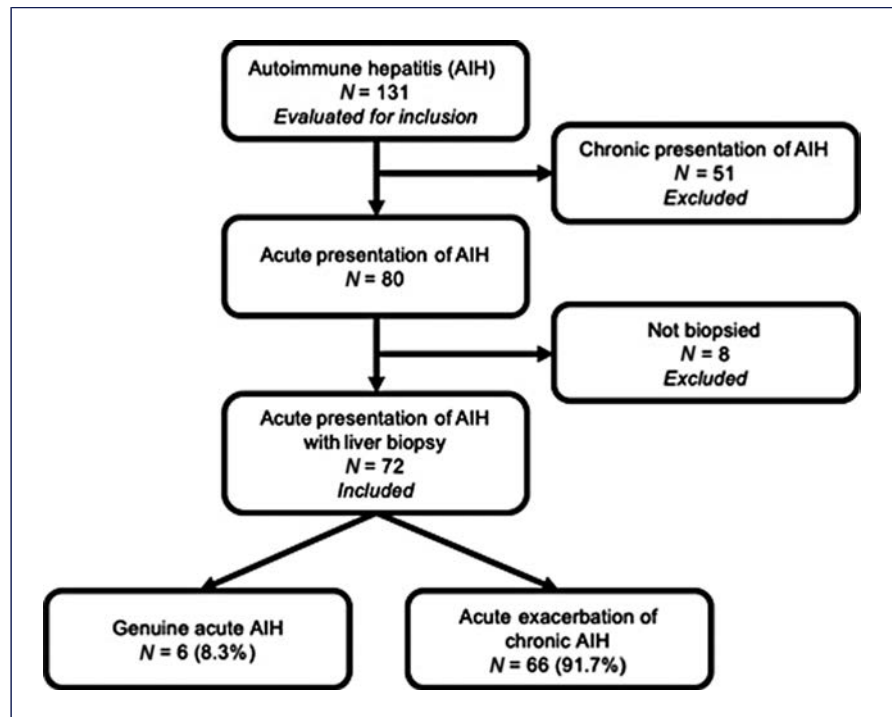 Autoimmune hepatitis (AIH)
N = 131
Evaluated for inclusion
Chronic presentation of AIH
N = 51
Excluded
Acute presentation of AIH
N = 80
Not biopsied
N = 8
Excluded
Acute presentation of AIH
with liver biopsy
N = 72
Included
Genuine acute AIH
N = 6 (8.3%)
Acute exacerbation of
chronic AIH
N = 66 (91.7%)